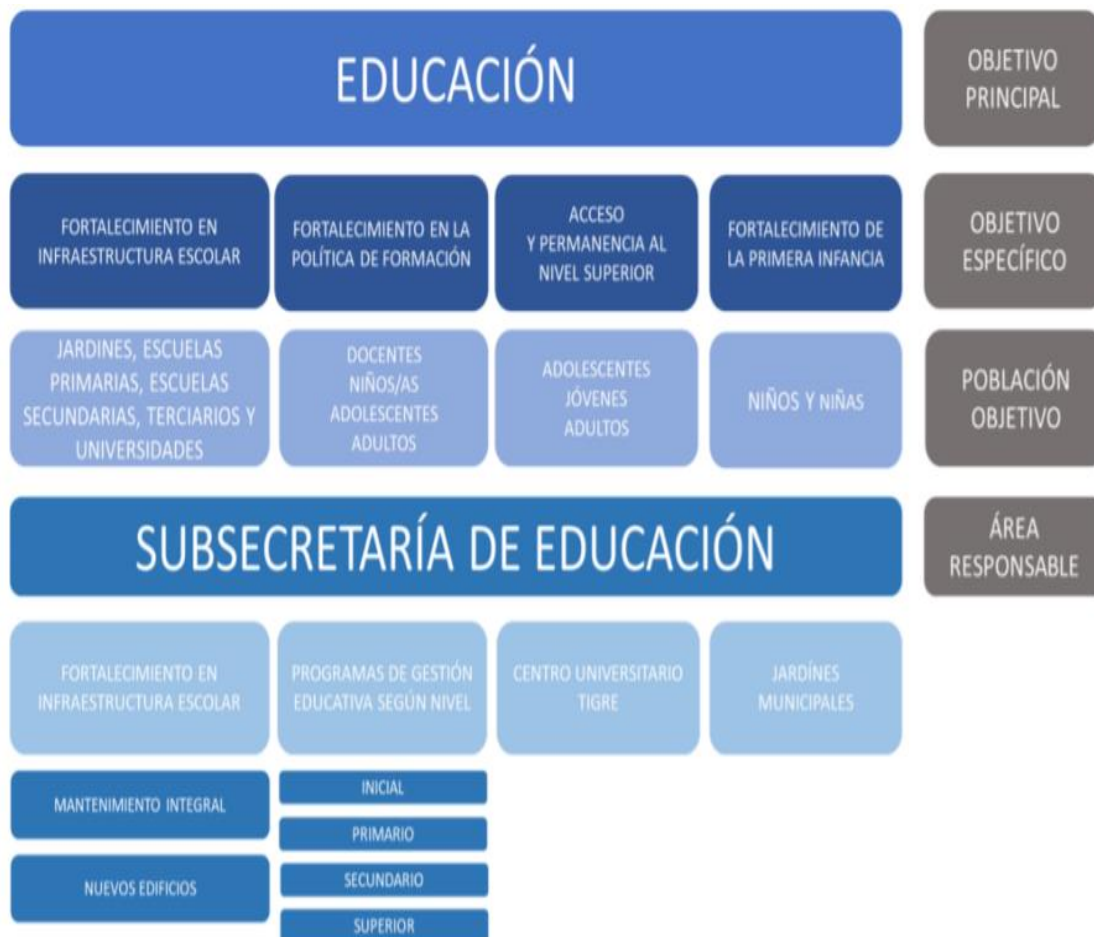 EDUCACIÓN
OBJETIVO
PRINCIPAL
FORTALECIMIENTO EN
INFRAESTRUCTURA ESCOLAR
FORTALECIMIENTO EN LA
POLÍTICA DE FORMACIÓN
ACCESO
Y PERMANENCIA AL
NIVEL SUPERIOR
FORTALECIMIENTO DE
LA PRIMERA INFANCIA
OBJETIVO
ESPECÍFICO
JARDINES, ESCUELAS
PRIMARIAS, ESCUELAS
SECUNDARIAS, TERCIARIOS Y
UNIVERSIDADES
DOCENTES
NIÑOS/AS
ADOLESCENTES
ADULTOS
ADOLESCENTES
JÓVENES
ADULTOS
NIÑOS Y NIÑAS
POBLACIÓN
OBJETIVO
SUBSECRETARÍA DE EDUCACIÓN
ÁREA
RESPONSABLE
FORTALECIMIENTO EN
INFRAESTRUCTURA ESCOLAR
PROGRAMAS DE GESTIÓN
EDUCATIVA SEGÚN NIVEL
CENTRO UNIVERSITARIO
TIGRE
JARDÍNES
MUNICIPALES
MANTENIMIENTO INTEGRAL
NUEVOS EDIFICIOS
INICIAL
PRIMARIO
SECUNDARIO
SUPERIOR